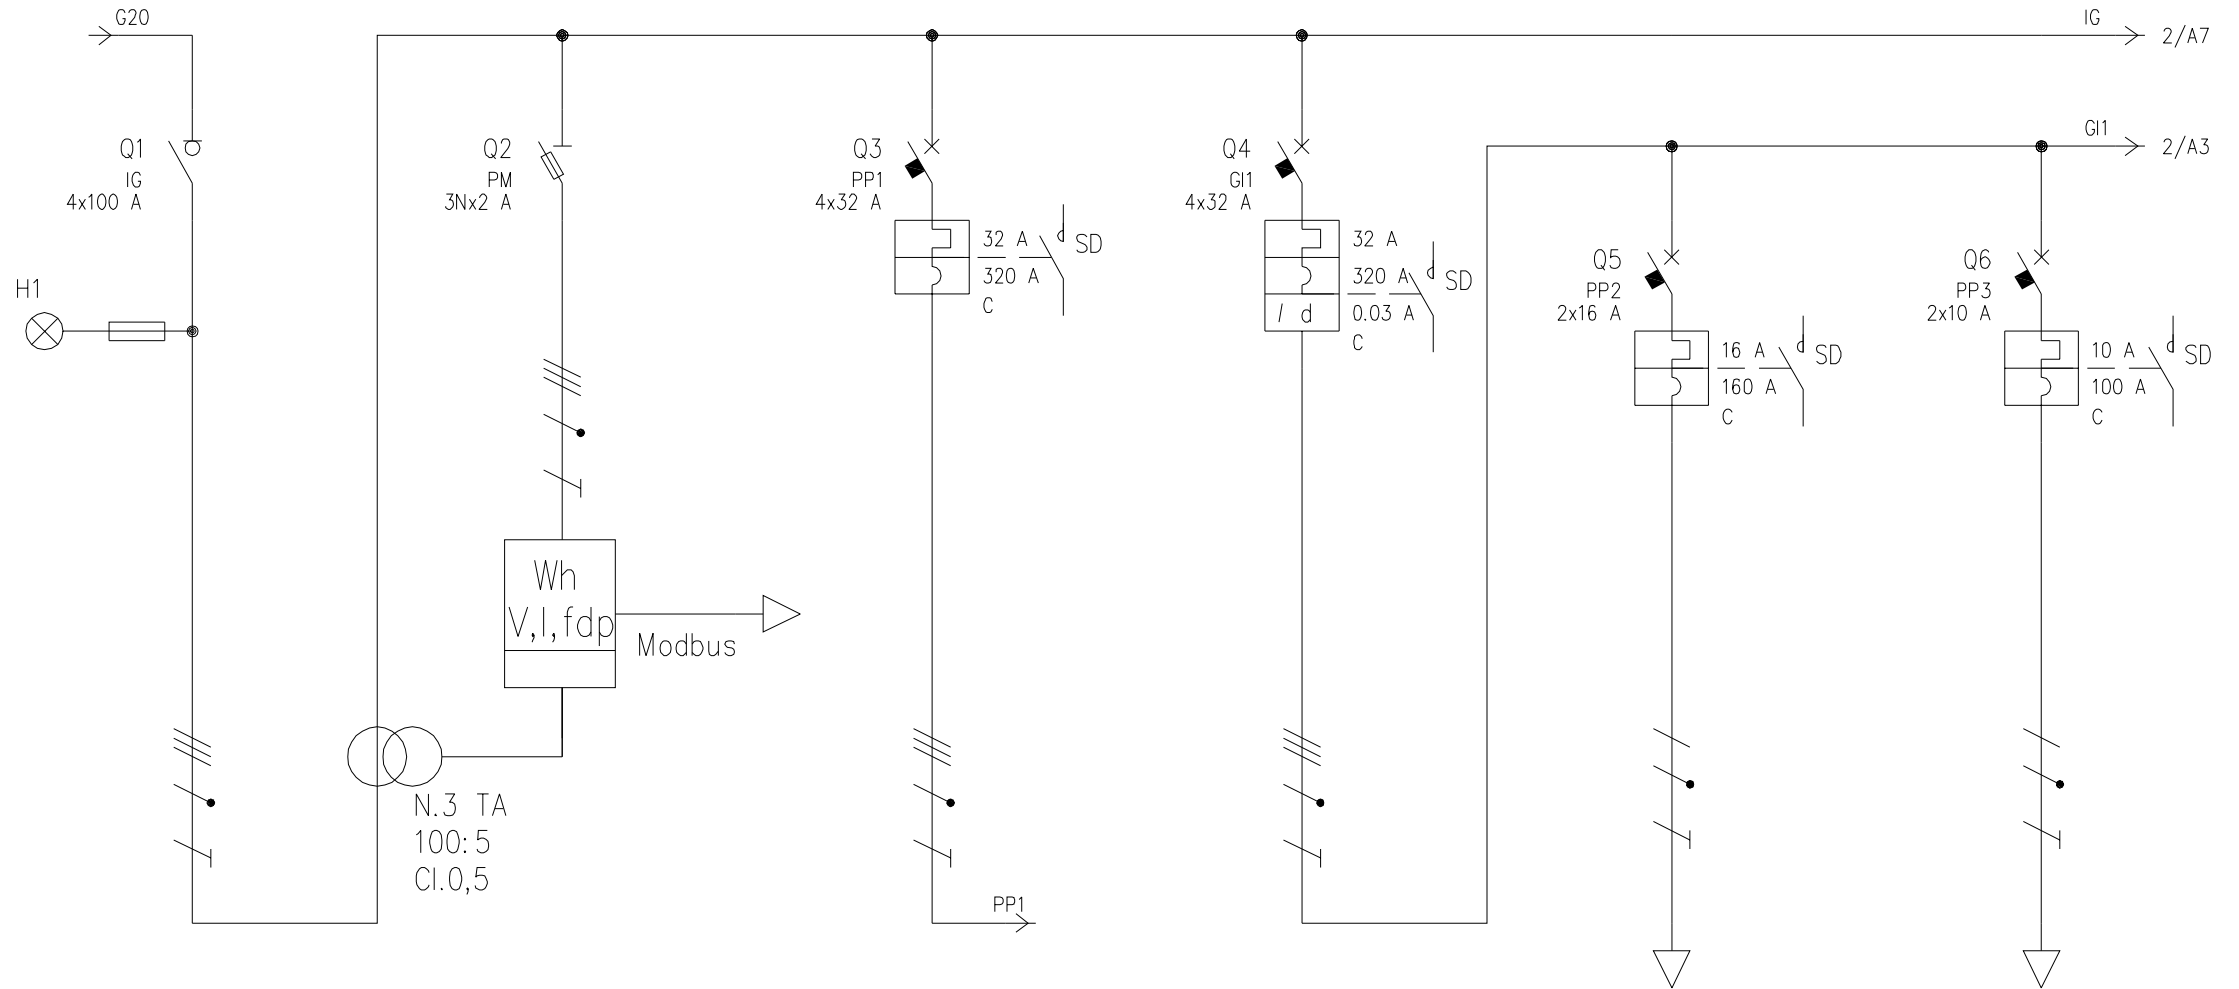 G20
IG
2/A7
GI1
2/A3
Q1
IG
4x100 A
Q2
PM
3Nx2 A
Q3
PP1
4x32 A
32 A
320 A
C
SD
Q4
GI1
4x32 A
32 A
320 A
0.03 A
C
I d
SD
Q5
PP2
2x16 A
16 A
160 A
C
SD
Q6
PP3
2x10 A
10 A
100 A
C
SD
H1
Wh
V,I,fdp
Modbus
N.3 TA
100:5
Cl.0,5
PP1